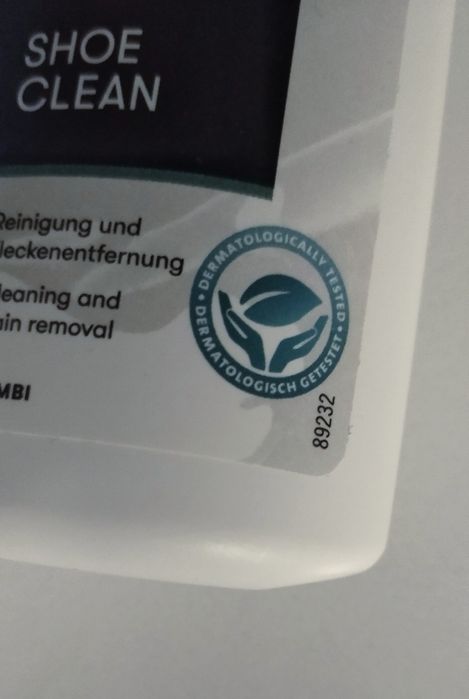 SHOE
CLEAN
Reinigung und
leckenentfernung
leaning and
ain removal
MBI
DERMATOLOGICALLY TESTED
DERMATOLOGISCH GETESTET
89232